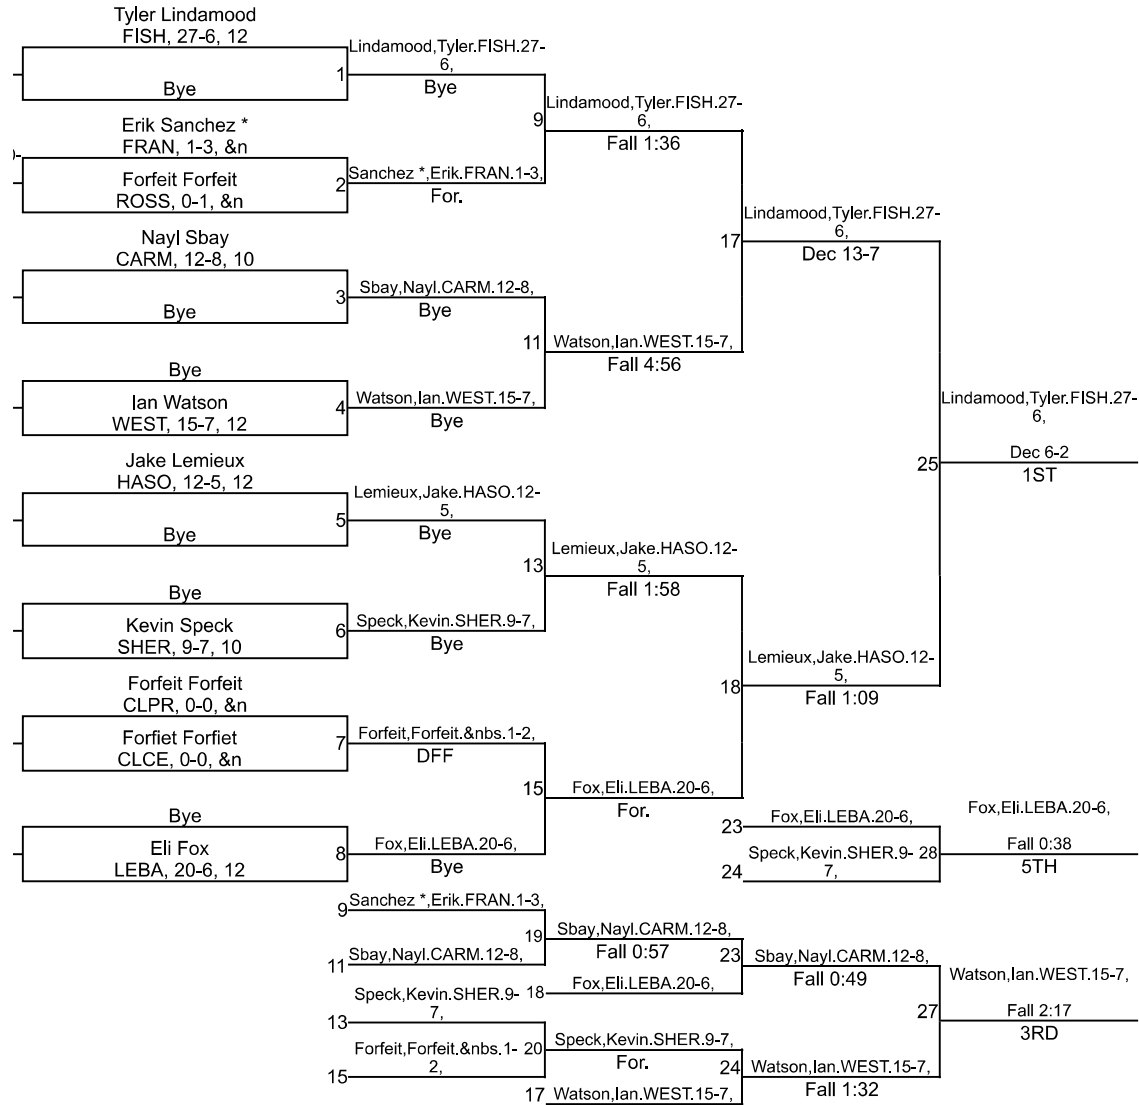 Tyler Lindamood
FISH, 27-6, 12
1
Bye
Lindamood,Tyler.FISH.27-
6,
Bye
Erik Sanchez *
FRAN, 1-3, &n
Forfeit Forfeit
ROSS, 0-1, &n
2
Sanchez *,Erik.FRAN.1-3,
For.
9
Lindamood,Tyler.FISH.27-
6,
Fall 1:36
Nayl Sbay
CARM, 12-8, 10
3
Bye
Sbay,Nayl.CARM.12-8,
Bye
Bye
Ian Watson
WEST, 15-7, 12
4
Watson,Ian.WEST.15-7,
Bye
11
Watson,Ian.WEST.15-7,
Fall 4:56
17
Lindamood,Tyler.FISH.27-
6,
Dec 13-7
Jake Lemieux
HASO, 12-5, 12
5
Bye
Lemieux,Jake.HASO.12-
5,
Bye
Bye
Kevin Speck
SHER, 9-7, 10
6
Speck,Kevin.SHER.9-7,
Bye
13
Lemieux,Jake.HASO.12-
5,
Fall 1:58
Forfeit Forfeit
CLPR, 0-0, &n
Forfiet Forfiet
CLCE, 0-0, &n
7
Forfeit,Forfeit.&nbs.1-2,
DFF
Bye
Eli Fox
LEBA, 20-6, 12
8
Fox,Eli.LEBA.20-6,
Bye
15
Fox,Eli.LEBA.20-6,
For.
18
Lemieux,Jake.HASO.12-
5,
Fall 1:09
25
Lindamood,Tyler.FISH.27-
6,
Dec 6-2
1ST
23
Fox,Eli.LEBA.20-6,
24
Speck,Kevin.SHER.9-
7,
28
Fox,Eli.LEBA.20-6,
Fall 0:38
5TH
9
Sanchez *,Erik.FRAN.1-3,
11
Sbay,Nayl.CARM.12-8,
19
Sbay,Nayl.CARM.12-8,
Fall 0:57
18
Fox,Eli.LEBA.20-6,
23
Sbay,Nayl.CARM.12-8,
Fall 0:49
13
Speck,Kevin.SHER.9-
7,
15
Forfeit,Forfeit.&nbs.1-
2,
20
Speck,Kevin.SHER.9-7,
For.
17
Watson,Ian.WEST.15-7,
24
Watson,Ian.WEST.15-7,
Fall 1:32
27
Watson,Ian.WEST.15-7,
Fall 2:17
3RD